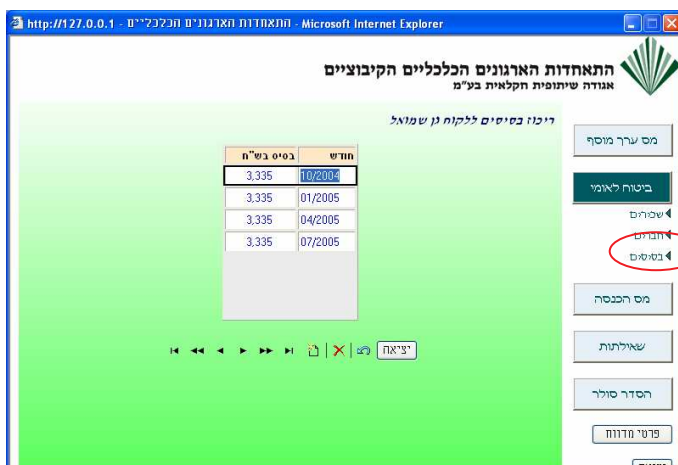 http://127.0.0.1 - התאחדות הארגונים הכלכליים - Microsoft Internet Explorer
התאחדות הארגונים הכלכליים הקיבוציים
אגודה שיתופית חקלאית בע"מ
ריכוז בסיסים ללקוח גן שמואל
חודש בסיס בש"ח
10/2004 3,335
01/2005 3,335
04/2005 3,335
07/2005 3,335
יציאה
מס ערך מוסף
ביטוח לאומי
שכירים
חברים
בסיסים
מס הכנסה
שאילתות
הסדר סולר
פרטי מדווח